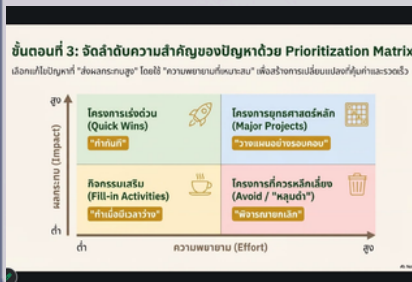 ขั้นตอนที่ 3: จัดลำดับความสำคัญของปัญหาด้วย Prioritization Matrix
เลือกแก้ไขปัญหาที่ "ส่งผลกระทบสูง" โดยใช้ "ความพยายามที่เหมาะสม" เพื่อสร้างการเปลี่ยนแปลงที่คุ้มค่าและรวดเร็ว
สูง
ผลกระทบ (Impact)
ต่ำ
โครงการเร่งด่วน
(Quick Wins)
"ทำทันที"
โครงการยุทธศาสตร์หลัก
(Major Projects)
"วางแผนอย่างรอบคอบ"
กิจกรรมเสริม
(Fill-in Activities)
"ทำเมื่อมีเวลาว่าง"
โครงการที่ควรหลีกเลี่ยง
(Avoid / "หลุมดำ")
"พิจารณายกเลิก"
ต่ำ
ความพยายาม (Effort)
สูง